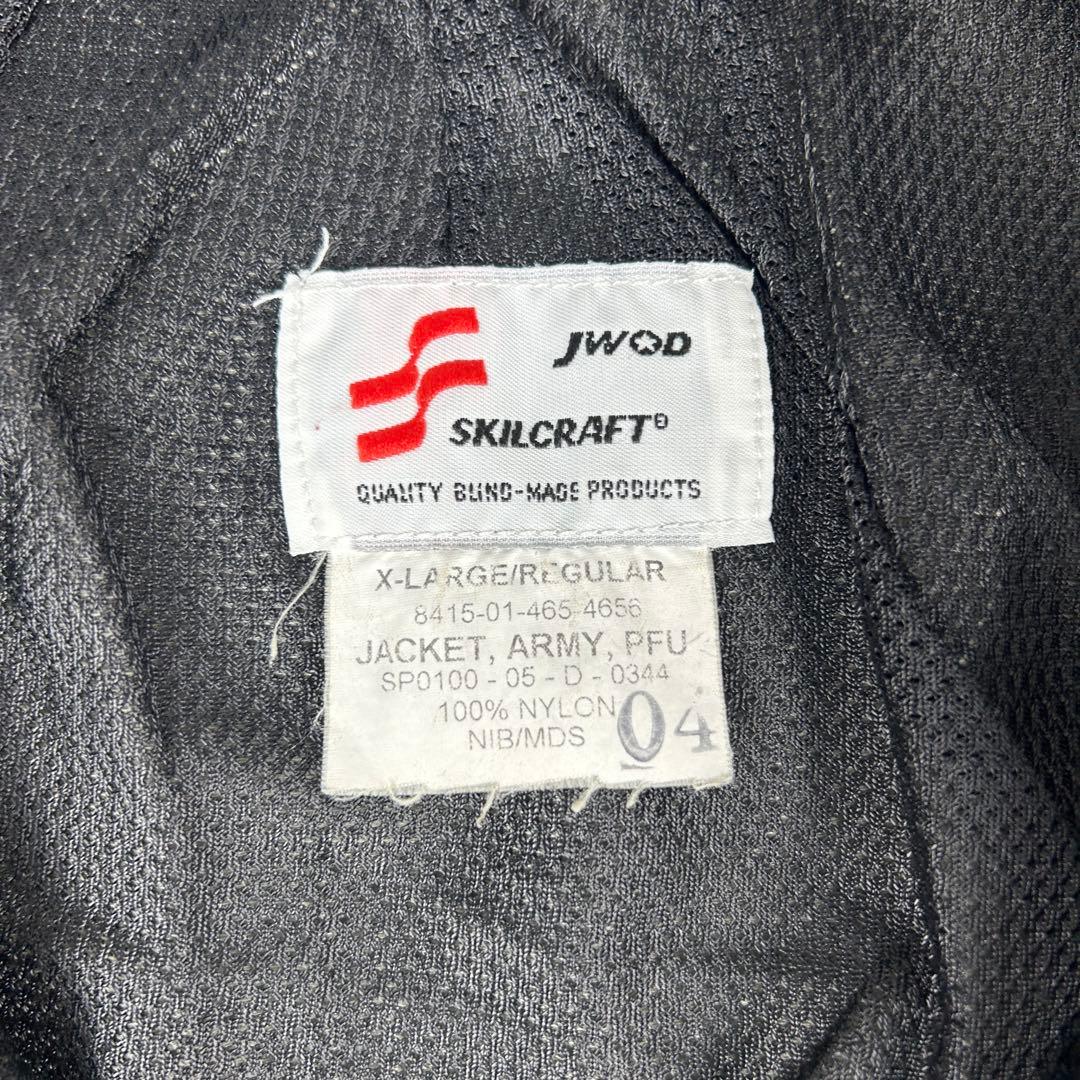 JWOD
SKILCRAFT®
QUALITY BLIND-MADE PRODUCTS
X-LARGE/REGULAR
8415-01-465-4656
JACKET, ARMY, PFU
SP0100 - 05 - D - 0344
100% NYLON
NIB/MDS
04